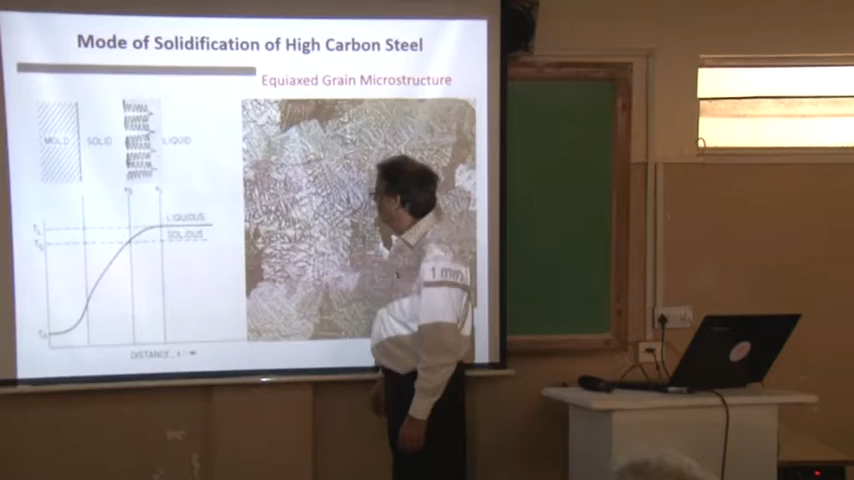 Mode of Solidification of High Carbon Steel
Equiaxed Grain Microstructure
MOLD SOLID LIQUID
LIQUIDUS
SOLIDUS
1 mm
DISTANCE,